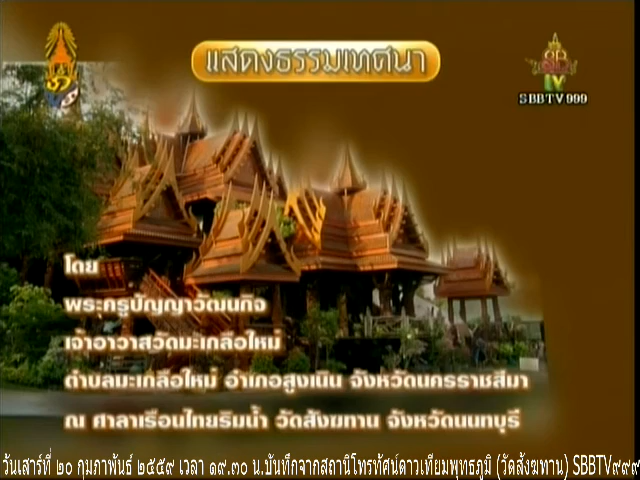 แสดงธรรมเทศนา
SBBTV999
โดย
พระครูปัญญาวัฒนกิจ
เจ้าอาวาสวัดมะเกลือใหม่
ตำบลมะเกลือใหม่ อำเภอสูงเนิน จังหวัดนครราชสีมา
ณ ศาลาเรือนไทยริมน้ำ วัดสังฆทาน จังหวัดนนทบุรี
วันเสาร์ที่ ๒๐ กุมภาพันธ์ ๒๕๕๙ เวลา ๑๙.๓๐ น.บันทึกจากสถานีโทรทัศน์ดาวเทียมพุทธภูมิ (วัดสังฆทาน) SBBTV๙๙๙